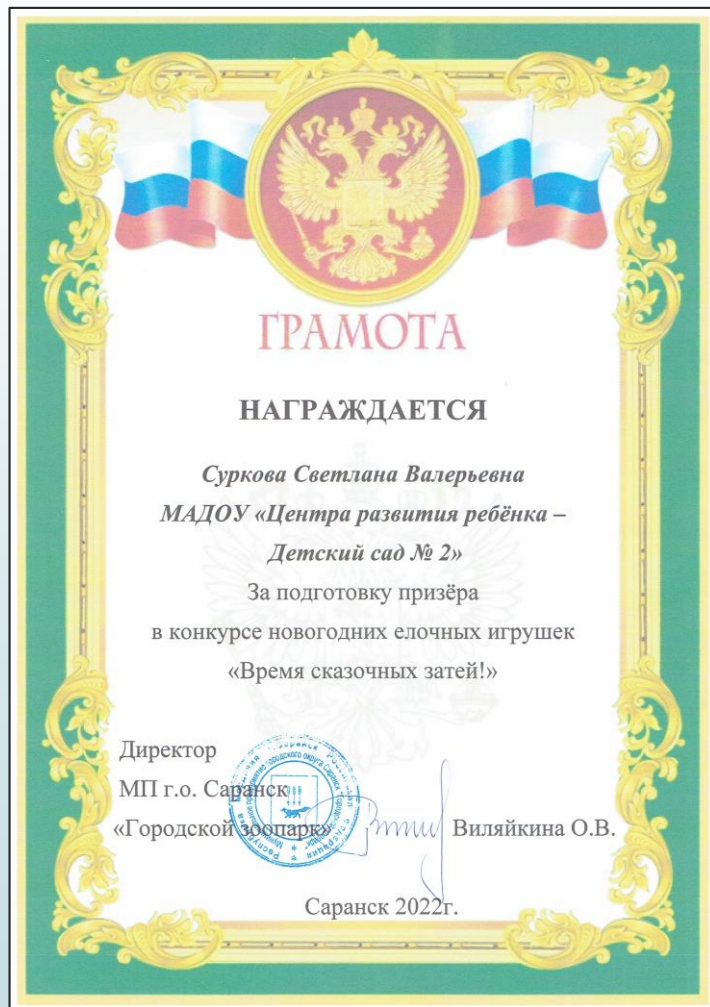 ГРАМОТА
НАГРАЖДАЕТСЯ
Суркова Светлана Валерьевна
МАДОУ «Центра развития ребёнка –
Детский сад № 2»
За подготовку призёра
в конкурсе новогодних елочных игрушек
«Время сказочных затей!»
Директор
МП г.о. Саранск
«Городской зоопарк» Виляйкина О.В.
Саранск 2022г.